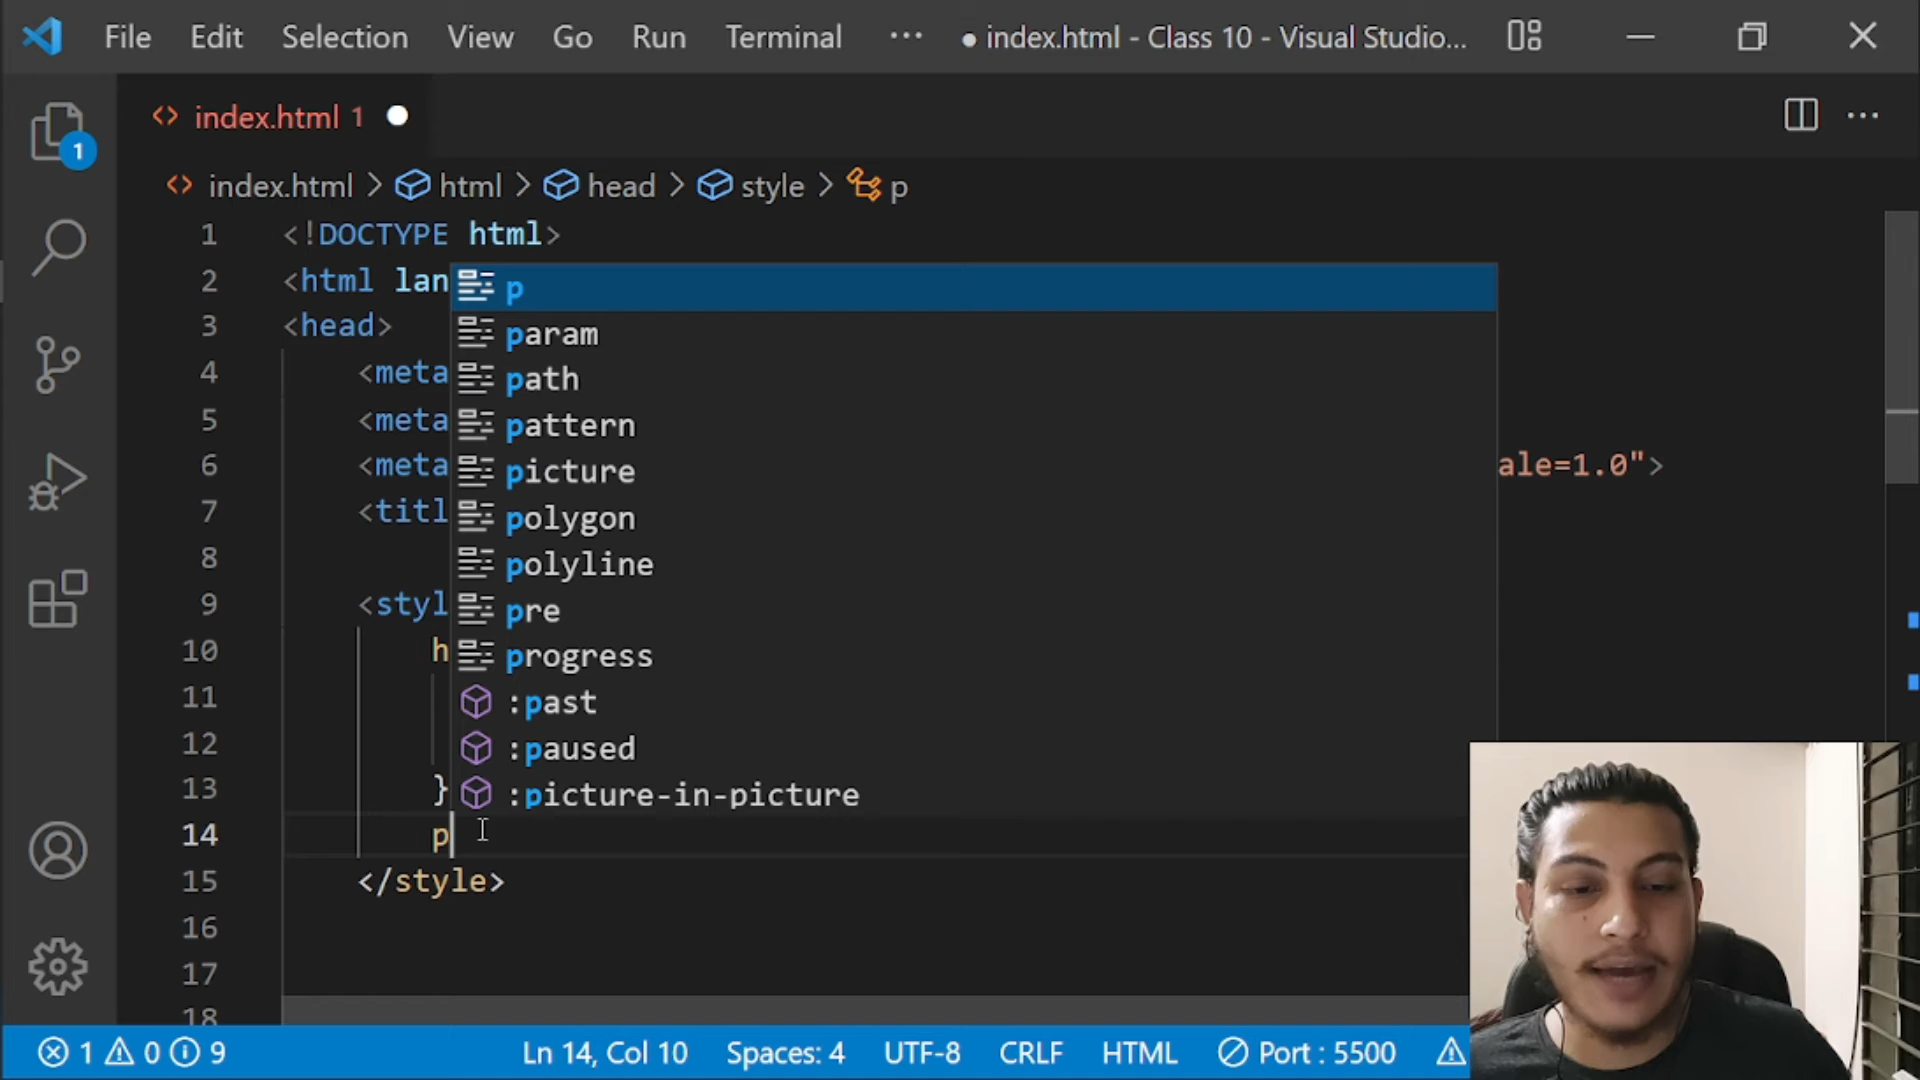 File Edit Selection View Go Run Terminal ··· ● index.html - Class 10 - Visual Studio...
index.html 1
index.html > html > head > style > p
1 <!DOCTYPE html>
2 <html lan
3 <head>
4 <meta
5 <meta
6 <meta ale=1.0">
7 <titl
8
9 <styl
10 h
11
12
13 }
14 p
15 </style>
16
17
18
p
param
path
pattern
picture
polygon
polyline
pre
progress
:past
:paused
:picture-in-picture
1 0 9 Ln 14, Col 10 Spaces: 4 UTF-8 CRLF HTML Port : 5500
1